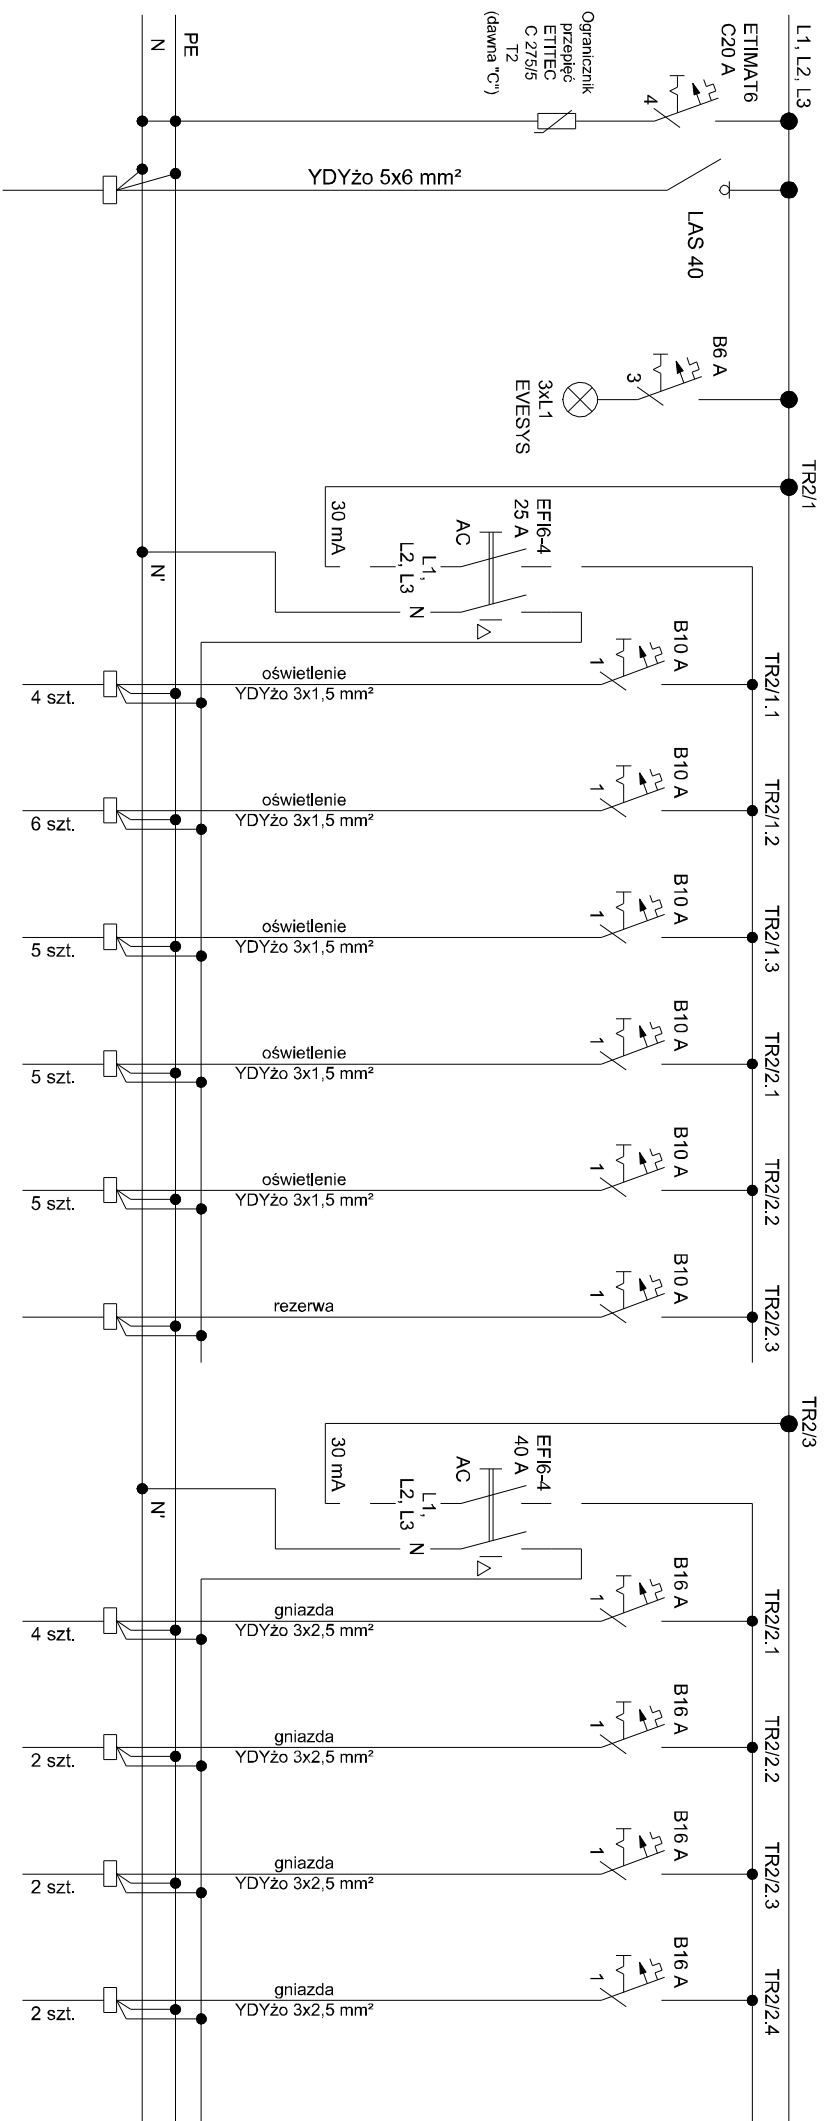 L1, L2, L3
ETIMAT6
C20 A
4
Ogranicznik
przepięć
ETITEC
C 275/5
T2
(dawna "C")
PE
N
LAS 40
YDYżo 5x6 mm²
B6 A
3
3xL1
EVESYS
TR2/1
EFI6-4
25 A
AC
L1,
L2, L3
N
30 mA
N'
TR2/1.1
B10 A
1
oświetlenie
YDYżo 3x1,5 mm²
4 szt.
TR2/1.2
B10 A
1
oświetlenie
YDYżo 3x1,5 mm²
6 szt.
TR2/1.3
B10 A
1
oświetlenie
YDYżo 3x1,5 mm²
5 szt.
TR2/2.1
B10 A
1
oświetlenie
YDYżo 3x1,5 mm²
5 szt.
TR2/2.2
B10 A
1
oświetlenie
YDYżo 3x1,5 mm²
5 szt.
TR2/2.3
B10 A
1
rezerwa
TR2/3
EFI6-4
40 A
AC
L1,
L2, L3
N
30 mA
N'
TR2/2.1
B16 A
1
gniazda
YDYżo 3x2,5 mm²
4 szt.
TR2/2.2
B16 A
1
gniazda
YDYżo 3x2,5 mm²
2 szt.
TR2/2.3
B16 A
1
gniazda
YDYżo 3x2,5 mm²
2 szt.
TR2/2.4
B16 A
1
gniazda
YDYżo 3x2,5 mm²
2 szt.